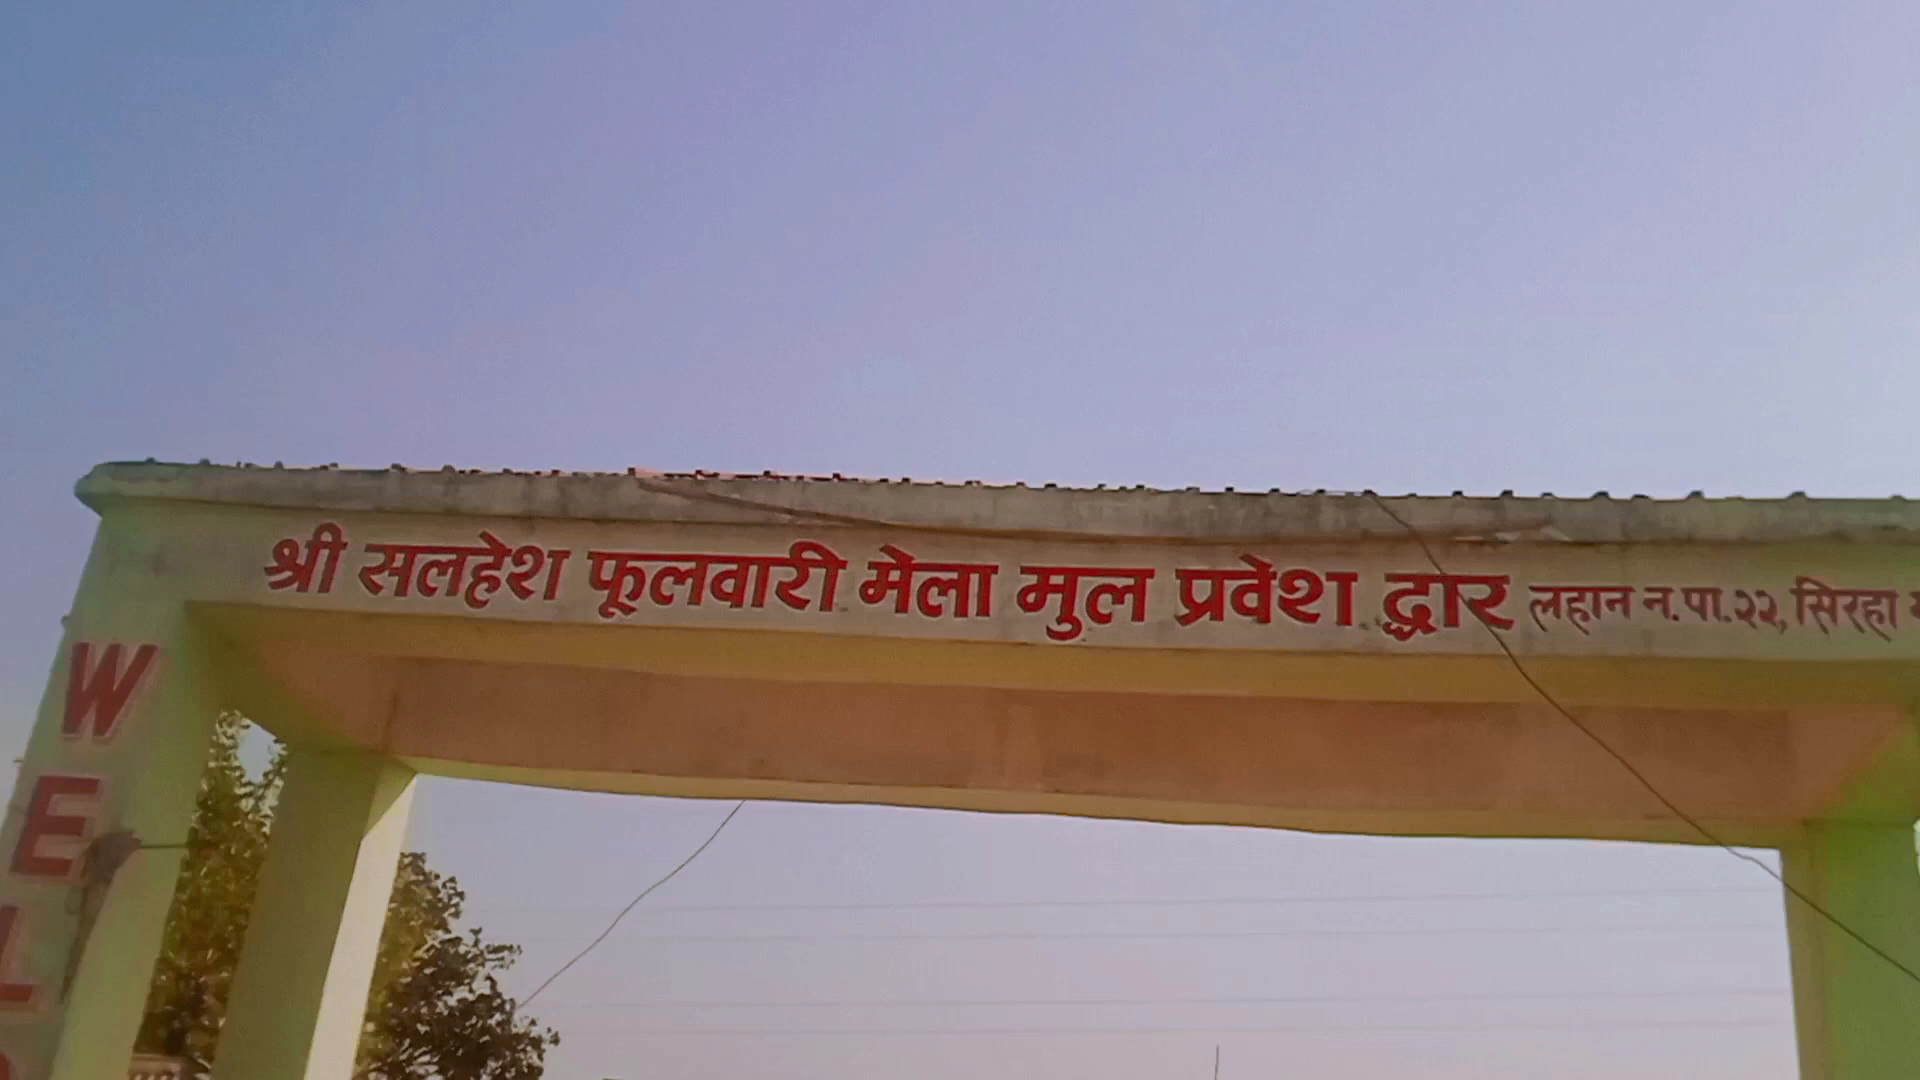 श्री सलहेश फूलवारी मेला मुल प्रवेश द्धार लहान न.पा.२२, सिरहा
W
E
L